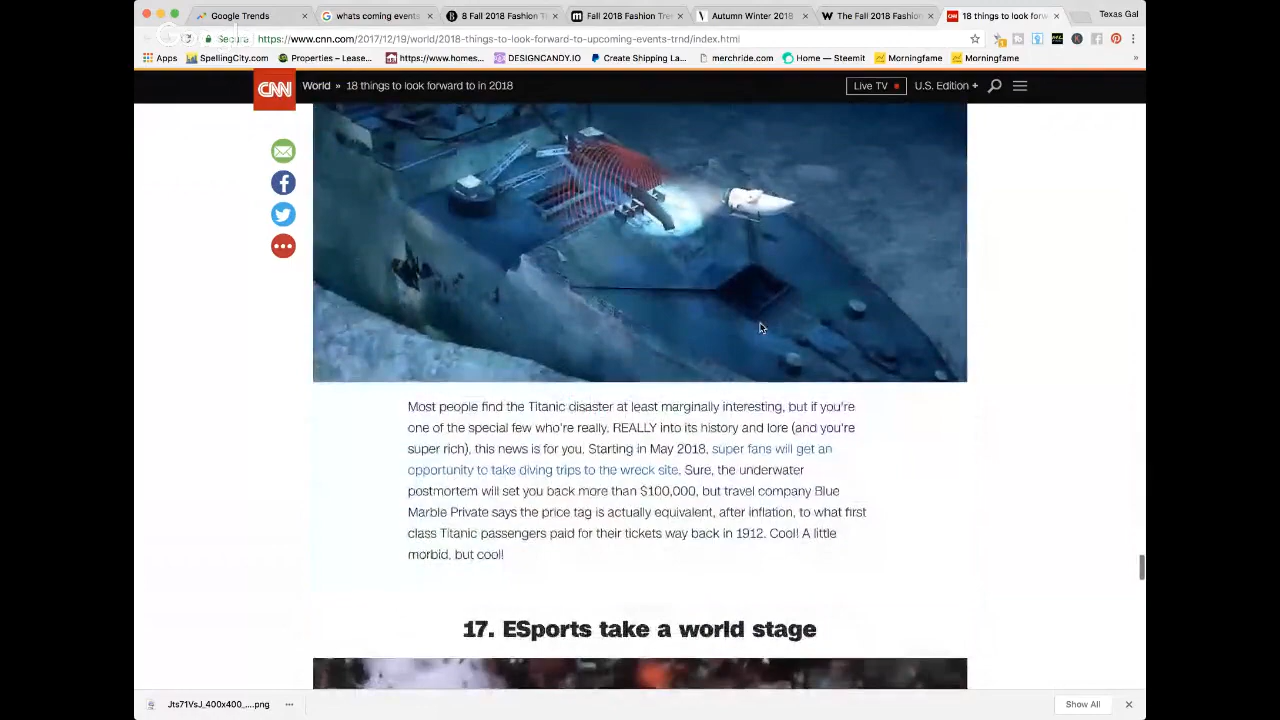 Google Trends
whats coming events
8 Fall 2018 Fashion T
Fall 2018 Fashion Tre
Autumn Winter 2018
The Fall 2018 Fashion
18 things to look forw
Texas Gal
https://www.cnn.com/2017/12/19/world/2018-things-to-look-forward-to-upcoming-events-trnd/index.html
Apps
SpellingCity.com
Properties – Lease...
https://www.homes...
DESIGNCANDY.IO
Create Shipping La...
merchride.com
Home — Steemit
Morningfame
Morningfame
CNN
World » 18 things to look forward to in 2018
Live TV
U.S. Edition +
Most people find the Titanic disaster at least marginally interesting, but if you're
one of the special few who're really. REALLY into its history and lore (and you're
super rich), this news is for you. Starting in May 2018, super fans will get an
opportunity to take diving trips to the wreck site. Sure, the underwater
postmortem will set you back more than $100,000, but travel company Blue
Marble Private says the price tag is actually equivalent, after inflation, to what first
class Titanic passengers paid for their tickets way back in 1912. Cool! A little
morbid, but cool!
17. ESports take a world stage
Jts71VsJ_400x400_....png
Show All